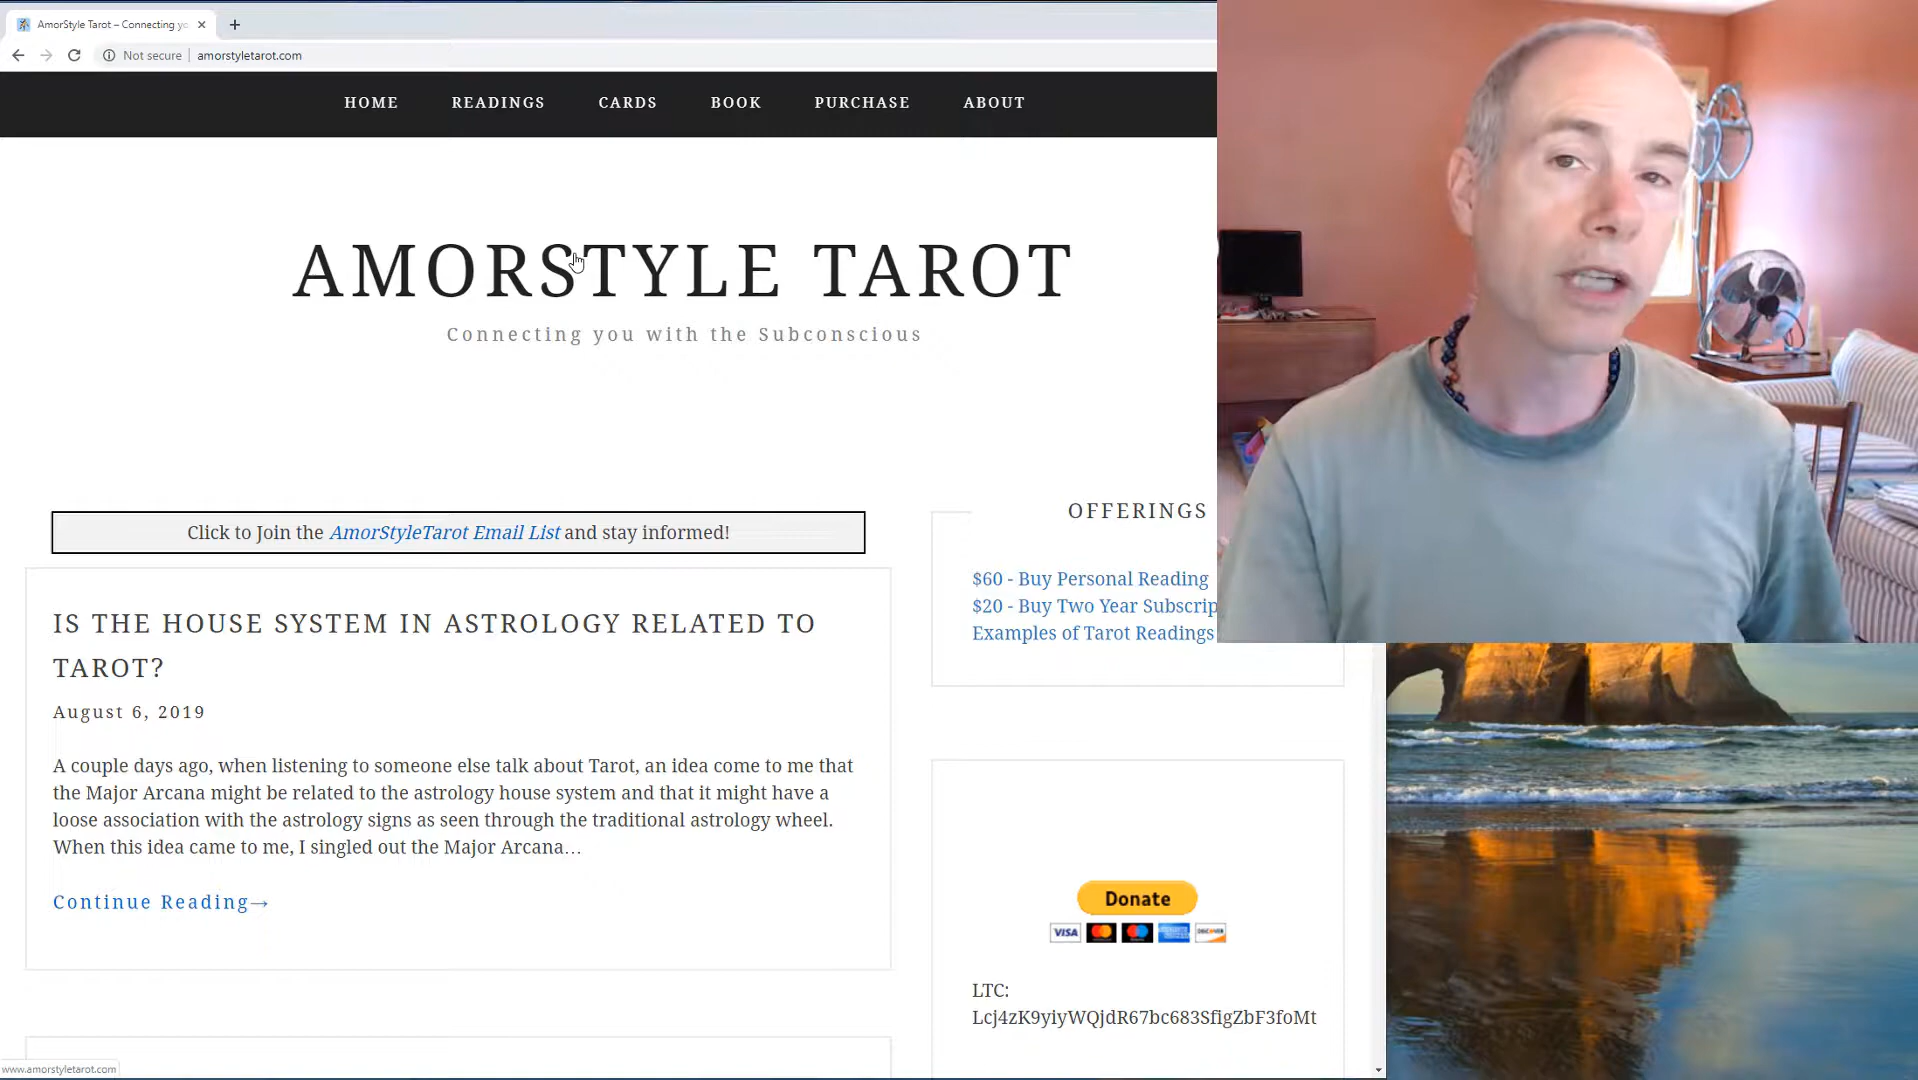 AmorStyle Tarot – Connecting yo
Not secure
amorstyletarot.com
HOME
READINGS
CARDS
BOOK
PURCHASE
ABOUT
AMORSTYLE TAROT
Connecting you with the Subconscious
Click to Join the AmorStyleTarot Email List and stay informed!
IS THE HOUSE SYSTEM IN ASTROLOGY RELATED TO
TAROT?
August 6, 2019
A couple days ago, when listening to someone else talk about Tarot, an idea come to me that
the Major Arcana might be related to the astrology house system and that it might have a
loose association with the astrology signs as seen through the traditional astrology wheel.
When this idea came to me, I singled out the Major Arcana…
Continue Reading→
OFFERINGS
$60 - Buy Personal Reading
$20 - Buy Two Year Subscrip
Examples of Tarot Readings
Donate
VISA
DISCOVER
LTC:
Lcj4zK9yiyWQjdR67bc683SfigZbF3foMt
www.amorstyletarot.com